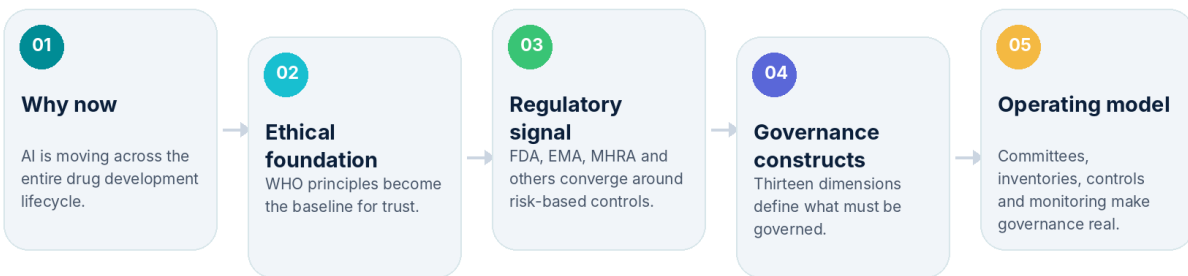 01
Why now
AI is moving across the
entire drug development
lifecycle.
02
Ethical
foundation
WHO principles become
the baseline for trust.
03
Regulatory
signal
FDA, EMA, MHRA and
others converge around
risk-based controls.
04
Governance
constructs
Thirteen dimensions
define what must be
governed.
05
Operating model
Committees,
inventories, controls
and monitoring make
governance real.